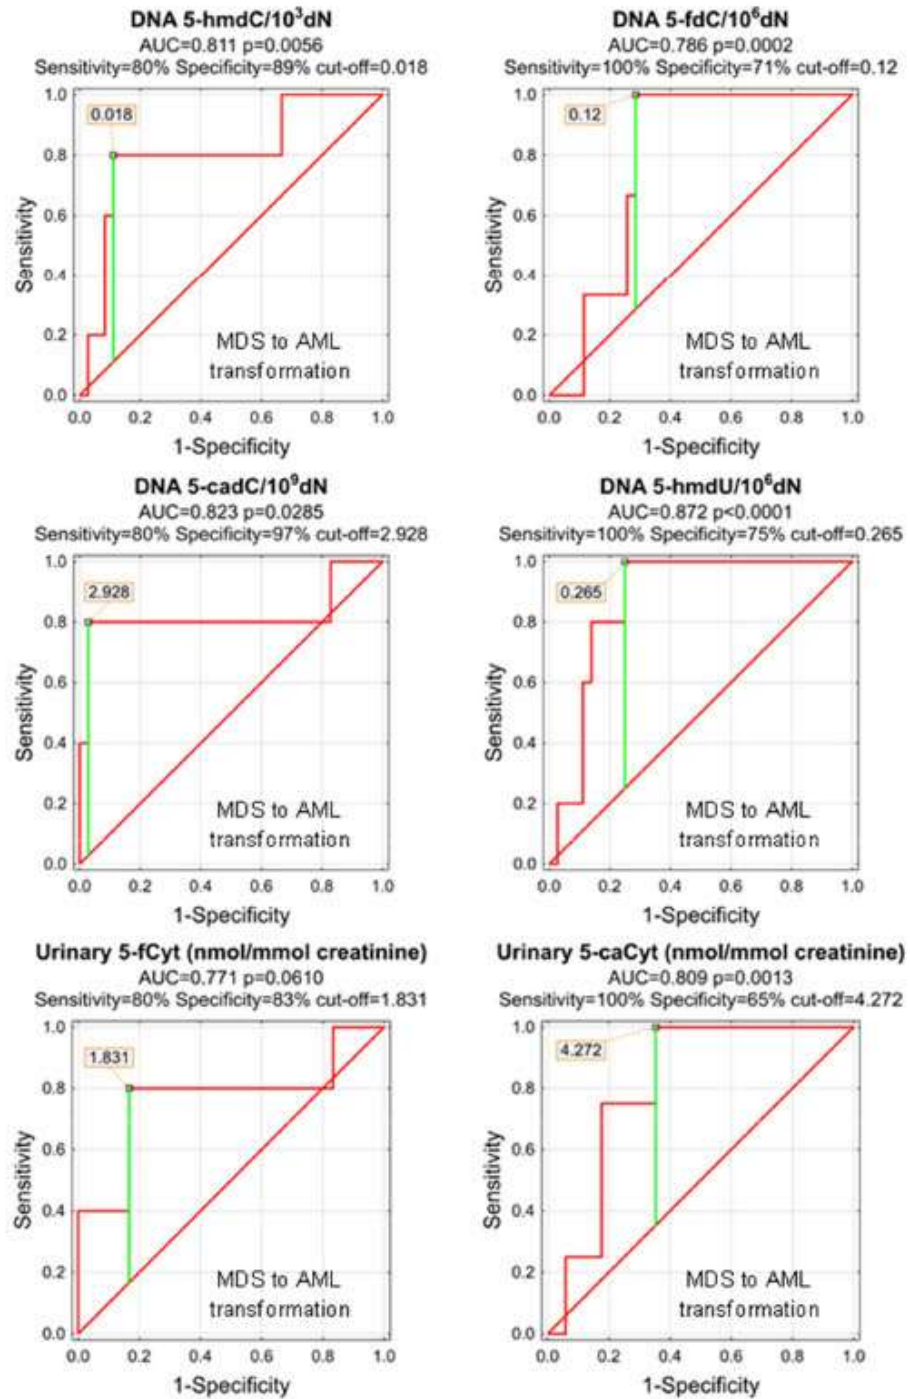 DNA 5-hmdC/10³dN
AUC=0.811 p=0.0056
Sensitivity=80% Specificity=89% cut-off=0.018
1.0
0.8
0.6
0.4
0.2
0.0
Sensitivity
0.018
MDS to AML
transformation
0.0 0.2 0.4 0.6 0.8 1.0
1-Specificity
DNA 5-fdC/10⁶dN
AUC=0.786 p=0.0002
Sensitivity=100% Specificity=71% cut-off=0.12
1.0
0.8
0.6
0.4
0.2
0.0
Sensitivity
0.12
MDS to AML
transformation
0.0 0.2 0.4 0.6 0.8 1.0
1-Specificity
DNA 5-cadC/10⁹dN
AUC=0.823 p=0.0285
Sensitivity=80% Specificity=97% cut-off=2.928
1.0
0.8
0.6
0.4
0.2
0.0
Sensitivity
2.928
MDS to AML
transformation
0.0 0.2 0.4 0.6 0.8 1.0
1-Specificity
DNA 5-hmdU/10⁶dN
AUC=0.872 p<0.0001
Sensitivity=100% Specificity=75% cut-off=0.265
1.0
0.8
0.6
0.4
0.2
0.0
Sensitivity
0.265
MDS to AML
transformation
0.0 0.2 0.4 0.6 0.8 1.0
1-Specificity
Urinary 5-fCyt (nmol/mmol creatinine)
AUC=0.771 p=0.0610
Sensitivity=80% Specificity=83% cut-off=1.831
1.0
0.8
0.6
0.4
0.2
0.0
Sensitivity
1.831
MDS to AML
transformation
0.0 0.2 0.4 0.6 0.8 1.0
1-Specificity
Urinary 5-caCyt (nmol/mmol creatinine)
AUC=0.809 p=0.0013
Sensitivity=100% Specificity=65% cut-off=4.272
1.0
0.8
0.6
0.4
0.2
0.0
Sensitivity
4.272
MDS to AML
transformation
0.0 0.2 0.4 0.6 0.8 1.0
1-Specificity